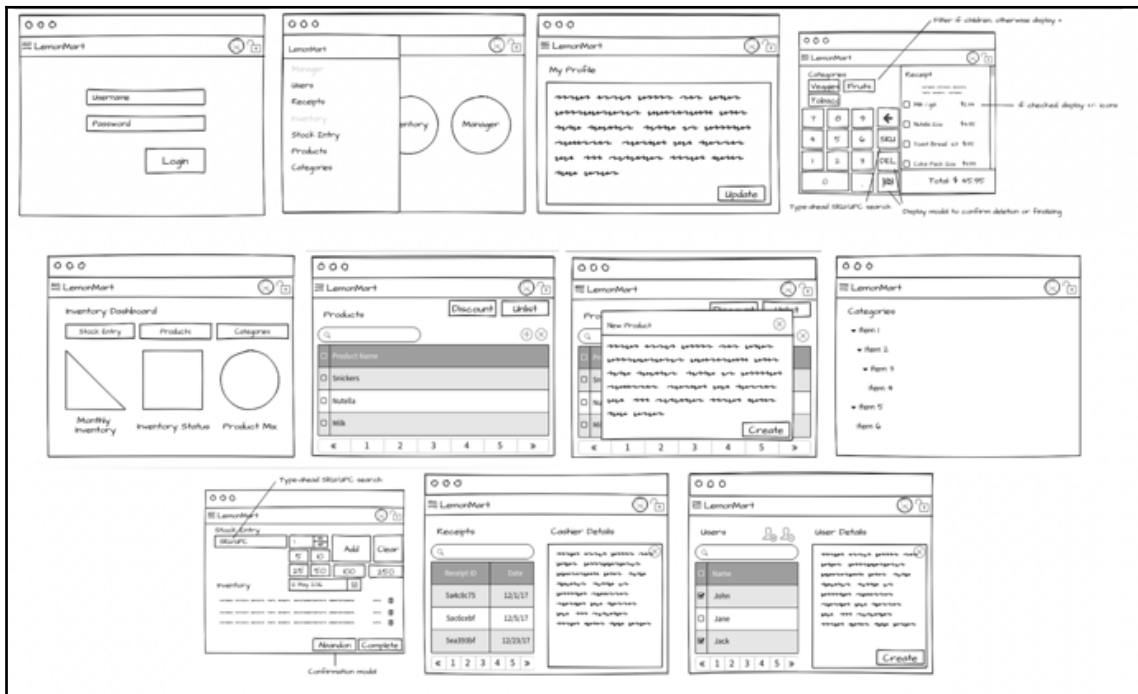 LemonMart
Username
Password
Login
LemonMart
Manager
Users
Receipts
Inventory
Stock Entry
Products
Categories
Manager
LemonMart
My Profile
Update
Filter if children, otherwise display +
LemonMart
Categories
Veggies
Fruits
Tobacc
Receipt
if checked display +/- icons
7 8 9
4 5 6 SKU
1 2 3 DEL
0 .
Total $ 45.95
Type-ahead SKU/UPC search
Display modal to confirm deletion or finalizing
LemonMart
Inventory Dashboard
Stock Entry
Products
Categories
Monthly
Inventory
Inventory Status
Product Mix
LemonMart
Products
Discount
Unlist
Product Name
Snickers
Nutella
Milk
« 1 2 3 4 5 »
LemonMart
Discount
Unlist
New Product
Create
« 1 2 3 4 5 »
LemonMart
Categories
Item 1
Item 2
Item 3
Item 4
Item 5
Item 6
Type-ahead SKU/UPC search
LemonMart
Stock Entry
SKU/UPC
1
Add
Clear
5 10
25 50 100 250
Inventory
Abandon
Complete
Confirmation modal
LemonMart
Receipts
Cashier Details
Receipt ID Date
5a4c8c75 12/1/17
5ac6cebf 12/5/17
5ea393bf 12/23/17
« 1 2 3 4 5 »
LemonMart
Users
User Details
Name
John
Jane
Jack
« 1 2 3 4 5 »
Create